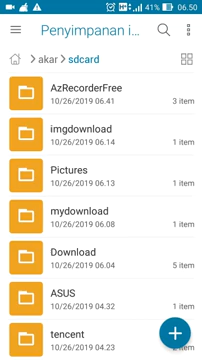 41% 06.50
Penyimpanan i...
akar > sdcard
AzRecorderFree
10/26/2019 06.41 3 item
imgdownload
10/26/2019 06.14 1 item
Pictures
10/26/2019 06.13 1 item
mydownload
10/26/2019 06.08 1 item
Download
10/26/2019 06.04 5 item
ASUS
10/26/2019 04.32 1 item
tencent
10/26/2019 04.23